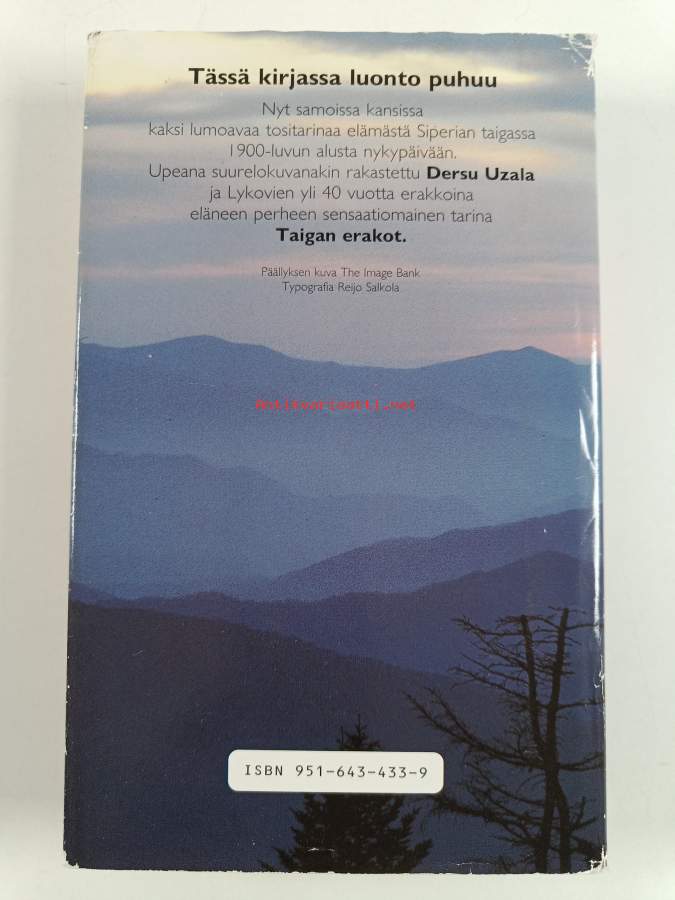 Tässä kirjassa luonto puhuu
Nyt samoissa kansissa
kaksi lumoavaa tositarinaa elämästä Siperian taigassa
1900-luvun alusta nykypäivään.
Upeana suurelokuvanakin rakastettu Dersu Uzala
ja Lykovien yli 40 vuotta erakkoina
eläneen perheen sensaatiomainen tarina
Taigan erakot.
Päällyksen kuva The Image Bank
Typografia Reijo Salkola
Antikvariaatti.net
ISBN 951-643-433-9